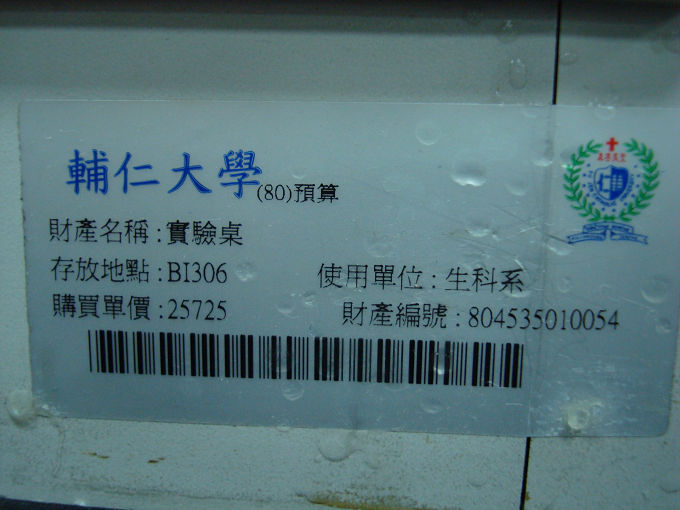 輔仁大學(80)預算
財產名稱:實驗桌
存放地點:BI306 使用單位:生科系
購買單價:25725 財產編號:804535010054